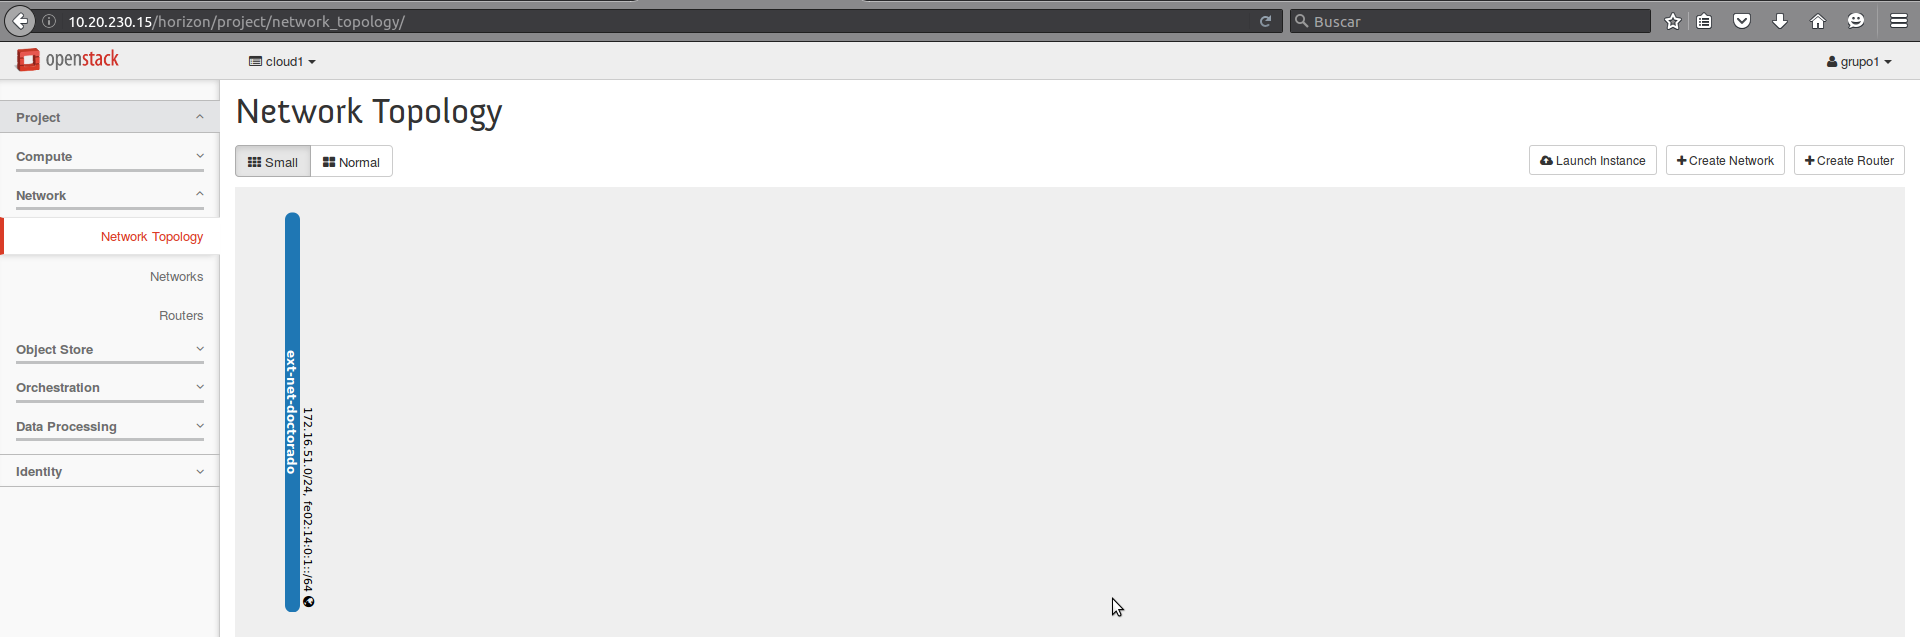 10.20.230.15/horizon/project/network_topology/
Buscar
openstack
cloud1
grupo1
Project
Compute
Network
Network Topology
Networks
Routers
Object Store
Orchestration
Data Processing
Identity
Network Topology
Small
Normal
Launch Instance
Create Network
Create Router
ext-net-doctorado
172.16.51.0/24, fe02:14:0:1::/64